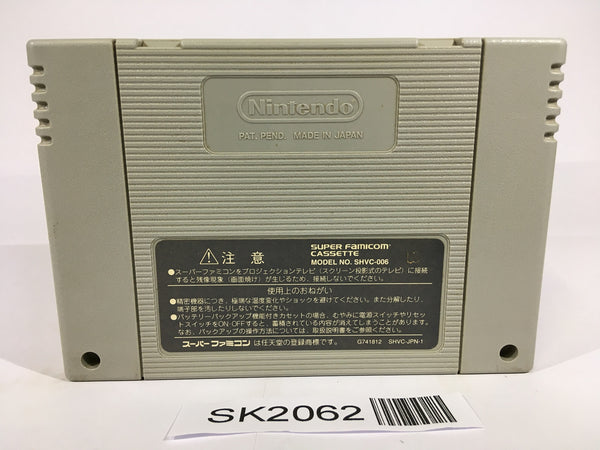 Nintendo
PAT. PEND. MADE IN JAPAN
⚠注 意
SUPER FAMICOM
CASSETTE
MODEL NO. SHVC-006
●スーパーファミコンをプロジェクションテレビ（スクリーン投影式のテレビ）に接続
すると残像現象（画面焼け）が生じるため、接続しないでください。
使用上のおねがい
●精密機器につき、極端な温度変化やショックを避けてください。また分解したり、
端子部を汚したりしないでください。
●バッテリーバックアップ機能付きカセットの場合、むやみに電源スイッチやリセッ
トスイッチをON OFFすると、蓄積されている内容が消えてしまうことがあります。
なお、バックアップの操作方法については、取扱説明書をご参照ください。
スーパーファミコンは任天堂の登録商標です。
G741812 SHVC-JPN-1
SK2062